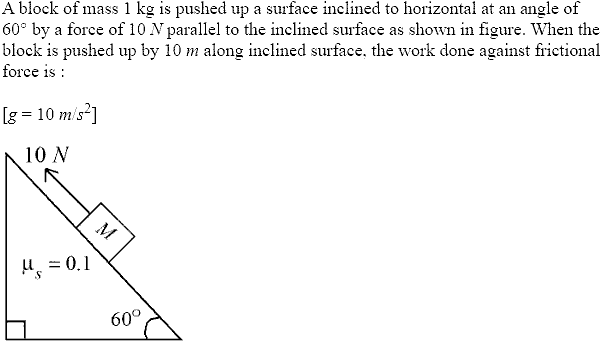 A block of mass 1 kg is pushed up a surface inclined to horizontal at an angle of
60° by a force of 10 N parallel to the inclined surface as shown in figure. When the
block is pushed up by 10 m along inclined surface, the work done against frictional
force is :
[g = 10 m/s²]
10 N
M
μₛ = 0.1
60°